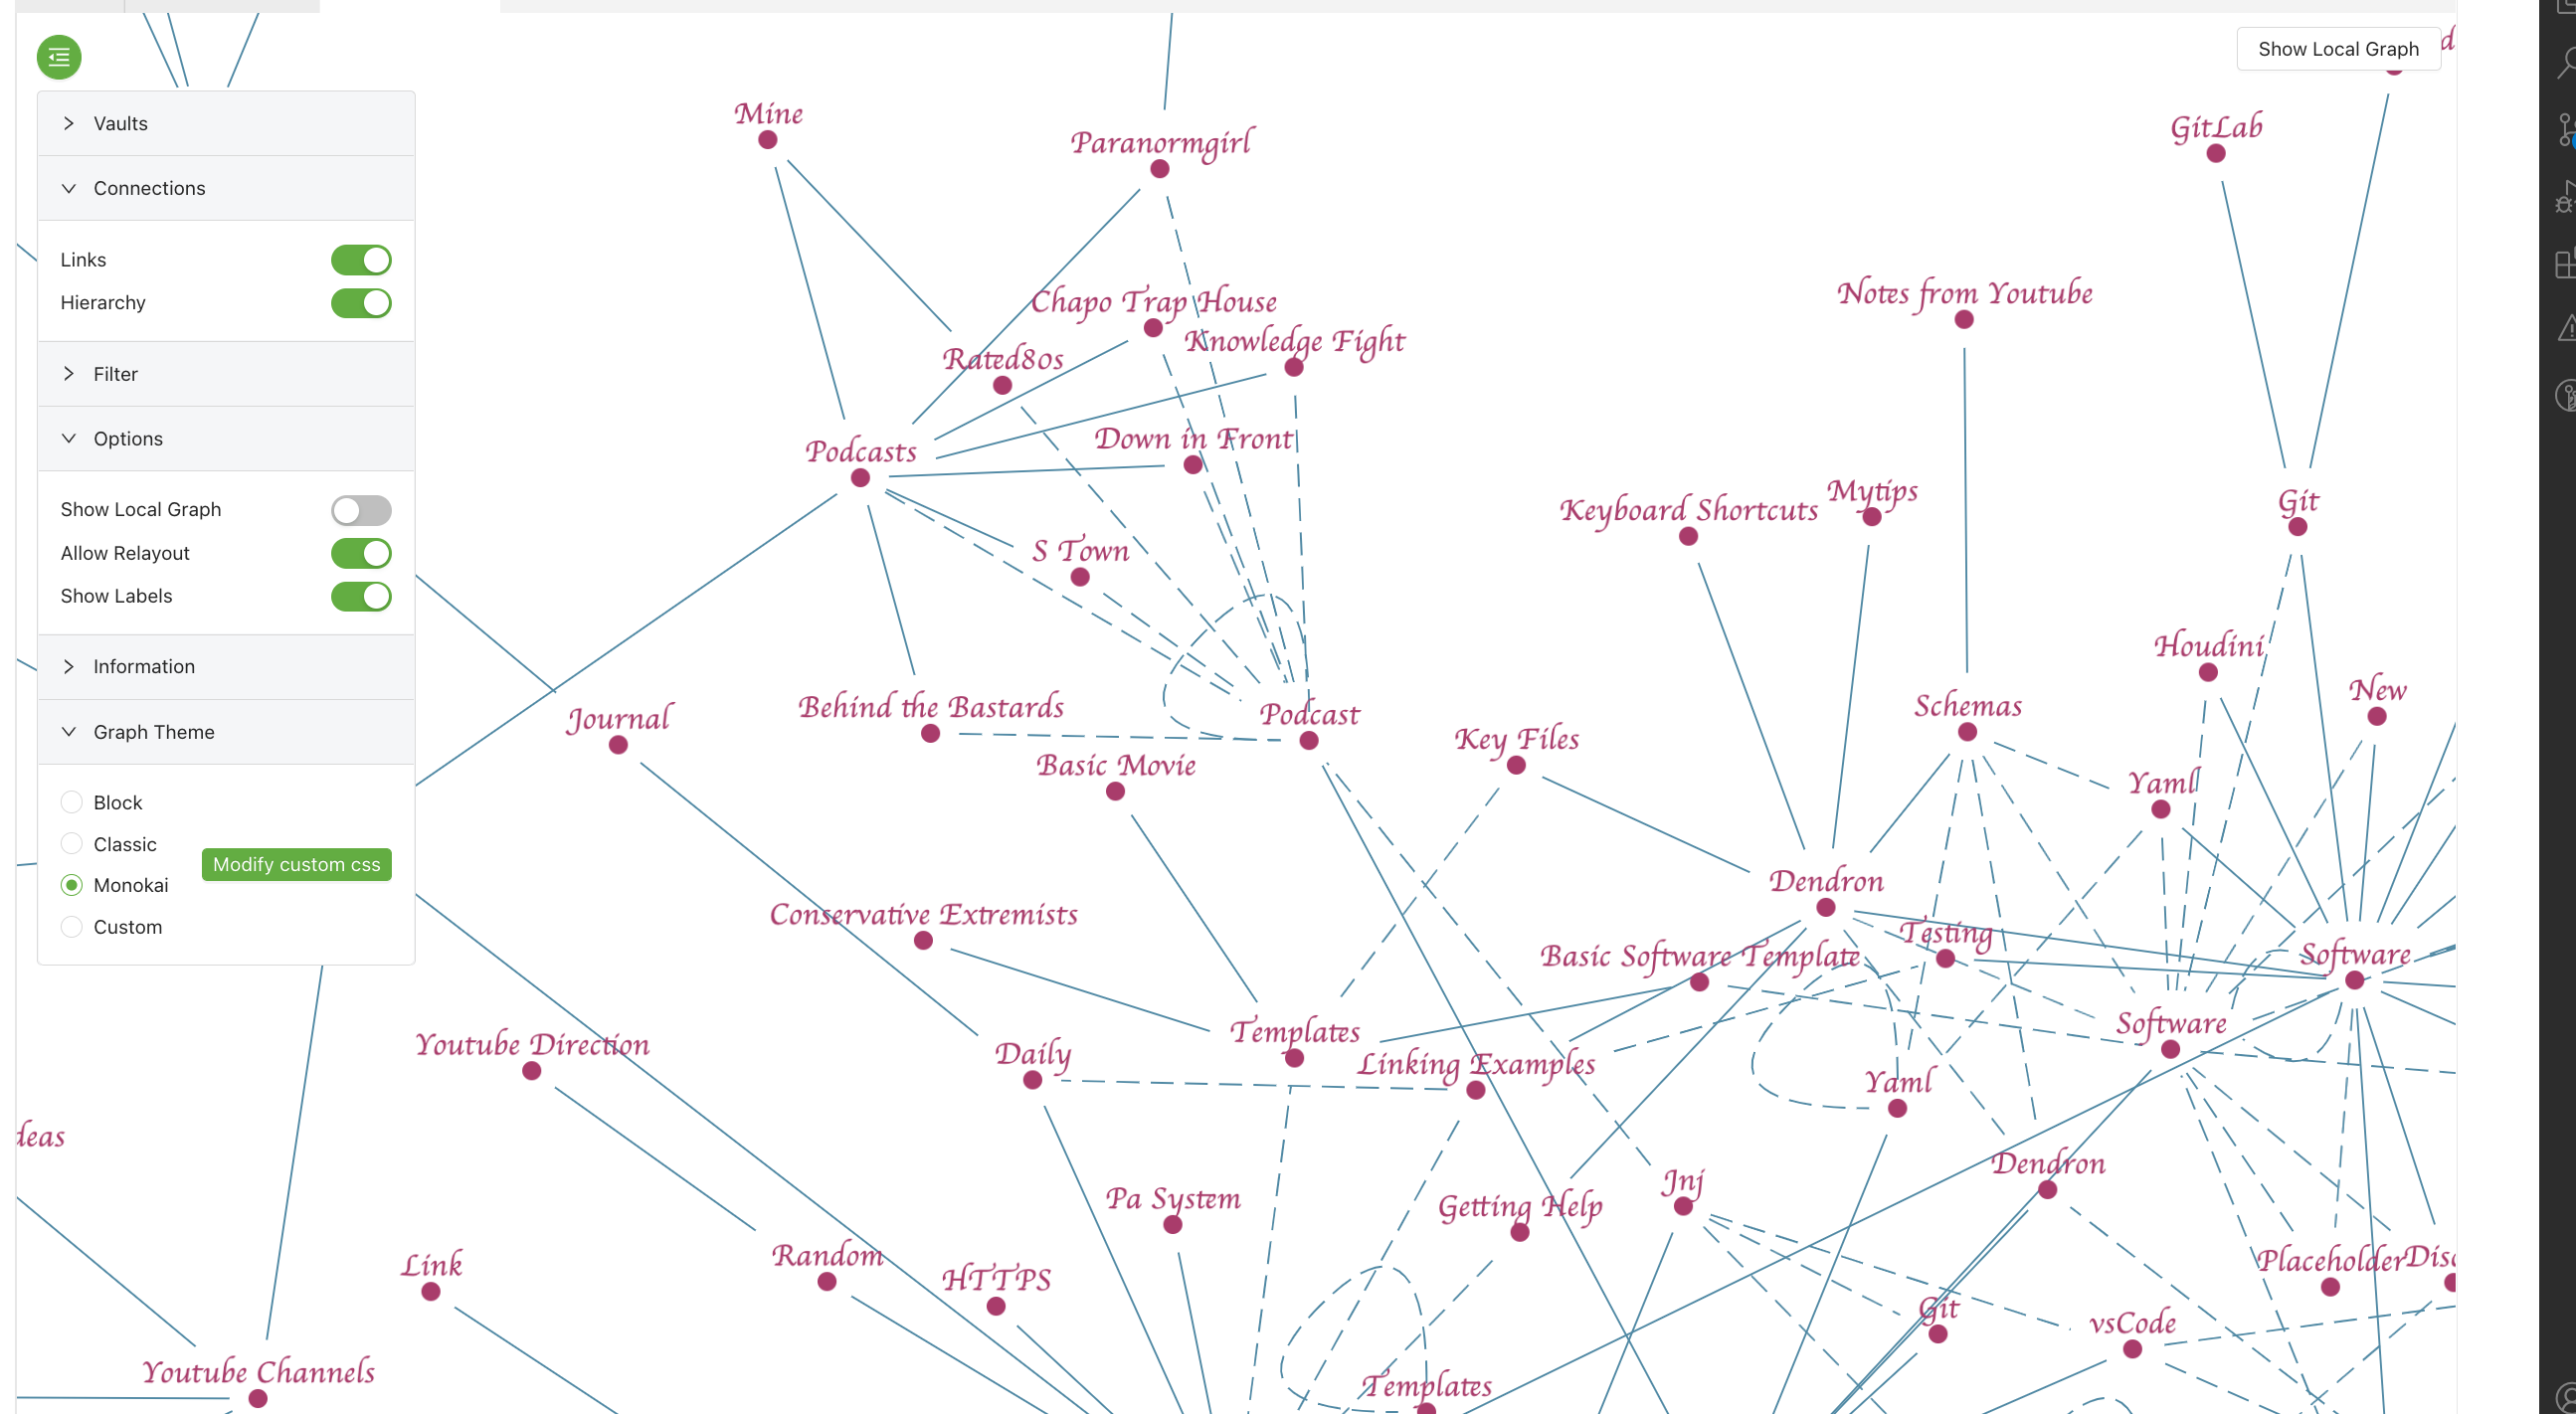 Show Local Graph
Vaults
Connections
Links
Hierarchy
Filter
Options
Show Local Graph
Allow Relayout
Show Labels
Information
Graph Theme
Block
Classic
Modify custom css
Monokai
Custom
Mine
Paranormgirl
GitLab
Chapo Trap House
Notes from Youtube
Knowledge Fight
Rated80s
Down in Front
Podcasts
Mytips
Git
Keyboard Shortcuts
S Town
Houdini
New
Journal
Behind the Bastards
Podcast
Schemas
Key Files
Basic Movie
Yaml
Dendron
Conservative Extremists
Testing
Basic Software Template
Software
Software
Templates
Youtube Direction
Daily
Linking Examples
Yaml
deas
Dendron
Jnj
Pa System
Getting Help
Random
Link
HTTPS
Placeholder
Disc
Git
vsCode
Youtube Channels
Templates